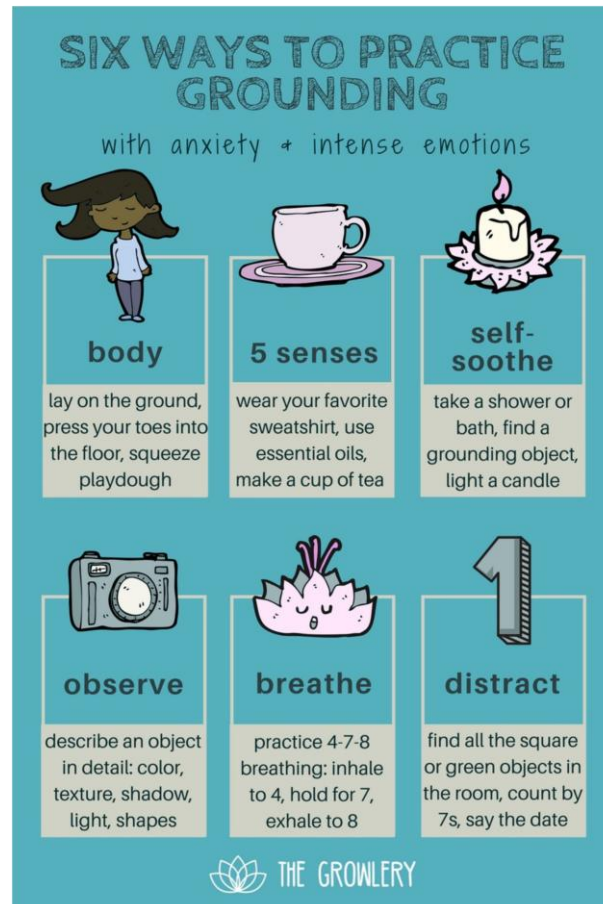 SIX WAYS TO PRACTICE
GROUNDING
with anxiety & intense emotions
body
lay on the ground,
press your toes into
the floor, squeeze
playdough
5 senses
wear your favorite
sweatshirt, use
essential oils,
make a cup of tea
self-
soothe
take a shower or
bath, find a
grounding object,
light a candle
observe
describe an object
in detail: color,
texture, shadow,
light, shapes
breathe
practice 4-7-8
breathing: inhale
to 4, hold for 7,
exhale to 8
1
distract
find all the square
or green objects in
the room, count by
7s, say the date
THE GROWLERY